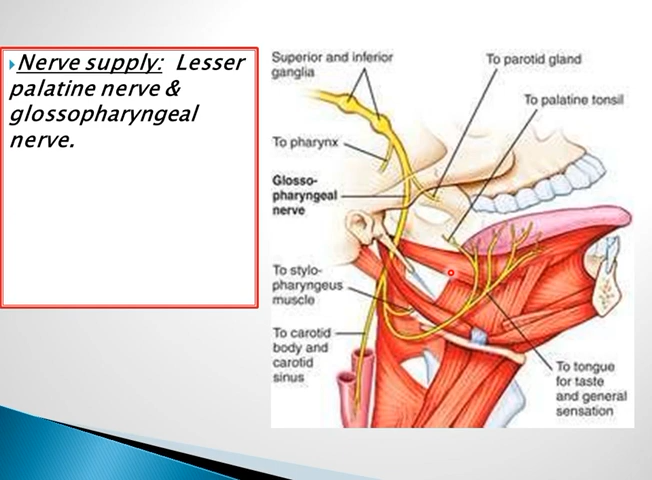 Nerve supply: Lesser
palatine nerve &
glossopharyngeal
nerve.
Superior and inferior
ganglia
To parotid gland
To palatine tonsil
To pharynx
Glosso-
pharyngeal
nerve
To stylo-
pharyngeus
muscle
To carotid
body and
carotid
sinus
To tongue
for taste
and general
sensation